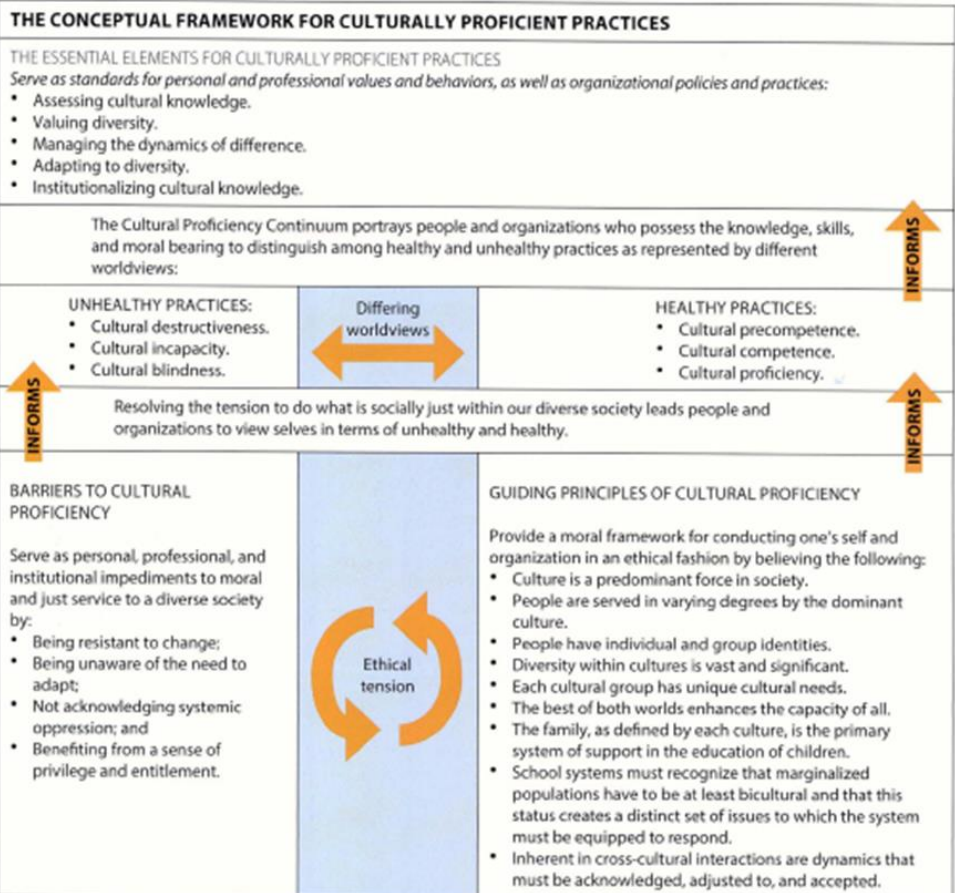 THE CONCEPTUAL FRAMEWORK FOR CULTURALLY PROFICIENT PRACTICES
THE ESSENTIAL ELEMENTS FOR CULTURALLY PROFICIENT PRACTICES
Serve as standards for personal and professional values and behaviors, as well as organizational policies and practices:
• Assessing cultural knowledge.
• Valuing diversity.
• Managing the dynamics of difference.
• Adapting to diversity.
• Institutionalizing cultural knowledge.
The Cultural Proficiency Continuum portrays people and organizations who possess the knowledge, skills,
and moral bearing to distinguish among healthy and unhealthy practices as represented by different
worldviews:
INFORMS
UNHEALTHY PRACTICES:
• Cultural destructiveness.
• Cultural incapacity.
• Cultural blindness.
Differing
worldviews
HEALTHY PRACTICES:
• Cultural precompetence.
• Cultural competence.
• Cultural proficiency.
INFORMS
Resolving the tension to do what is socially just within our diverse society leads people and
organizations to view selves in terms of unhealthy and healthy.
INFORMS
BARRIERS TO CULTURAL
PROFICIENCY
Serve as personal, professional, and
institutional impediments to moral
and just service to a diverse society
by:
• Being resistant to change;
• Being unaware of the need to
adapt;
• Not acknowledging systemic
oppression; and
• Benefiting from a sense of
privilege and entitlement.
Ethical
tension
GUIDING PRINCIPLES OF CULTURAL PROFICIENCY
Provide a moral framework for conducting one's self and
organization in an ethical fashion by believing the following:
• Culture is a predominant force in society.
• People are served in varying degrees by the dominant
culture.
• People have individual and group identities.
• Diversity within cultures is vast and significant.
• Each cultural group has unique cultural needs.
• The best of both worlds enhances the capacity of all.
• The family, as defined by each culture, is the primary
system of support in the education of children.
• School systems must recognize that marginalized
populations have to be at least bicultural and that this
status creates a distinct set of issues to which the system
must be equipped to respond.
• Inherent in cross-cultural interactions are dynamics that
must be acknowledged, adjusted to, and accepted.